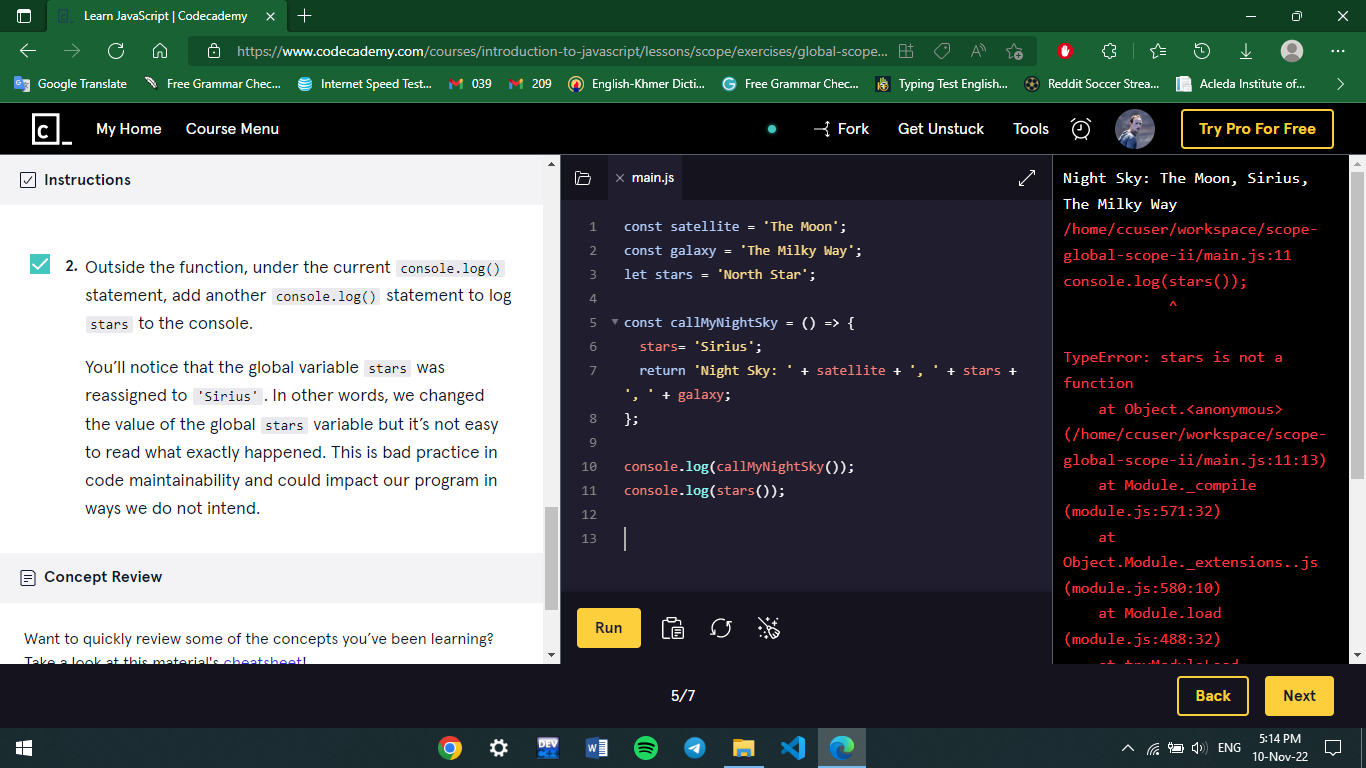 Learn JavaScript | Codecademy
https://www.codecademy.com/courses/introduction-to-javascript/lessons/scope/exercises/global-scope...
Google Translate
Free Grammar Chec...
Internet Speed Test...
039
209
English-Khmer Dicti...
Free Grammar Chec...
Typing Test English...
Reddit Soccer Strea...
Acleda Institute of...
My Home
Course Menu
Fork
Get Unstuck
Tools
Try Pro For Free
Instructions
2. Outside the function, under the current console.log()
statement, add another console.log() statement to log
stars to the console.
You’ll notice that the global variable stars was
reassigned to 'Sirius'. In other words, we changed
the value of the global stars variable but it’s not easy
to read what exactly happened. This is bad practice in
code maintainability and could impact our program in
ways we do not intend.
Concept Review
Want to quickly review some of the concepts you’ve been learning?
Take a look at this material's cheatsheet!
main.js
1 const satellite = 'The Moon';
2 const galaxy = 'The Milky Way';
3 let stars = 'North Star';
4
5 const callMyNightSky = () => {
6 stars= 'Sirius';
7 return 'Night Sky: ' + satellite + ', ' + stars +
', ' + galaxy;
8 };
9
10 console.log(callMyNightSky());
11 console.log(stars());
12
13
Run
Night Sky: The Moon, Sirius,
The Milky Way
/home/ccuser/workspace/scope-
global-scope-ii/main.js:11
console.log(stars());
^
TypeError: stars is not a
function
at Object.<anonymous>
(/home/ccuser/workspace/scope-
global-scope-ii/main.js:11:13)
at Module._compile
(module.js:571:32)
at
Object.Module._extensions..js
(module.js:580:10)
at Module.load
(module.js:488:32)
at tryModuleLoad
5/7
Back
Next
DEV
ENG
5:14 PM
10-Nov-22